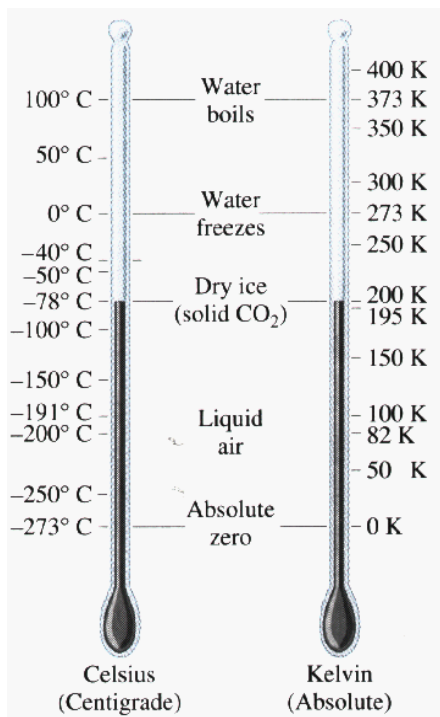 400 K
100° C
Water
boils
373 K
350 K
50° C
300 K
0° C
Water
freezes
273 K
250 K
–40° C
–50° C
–78° C
Dry ice
(solid CO₂)
200 K
195 K
–100° C
–150° C
150 K
–191° C
–200° C
Liquid
air
100 K
82 K
50 K
–250° C
–273° C
Absolute
zero
0 K
Celsius
(Centigrade)
Kelvin
(Absolute)